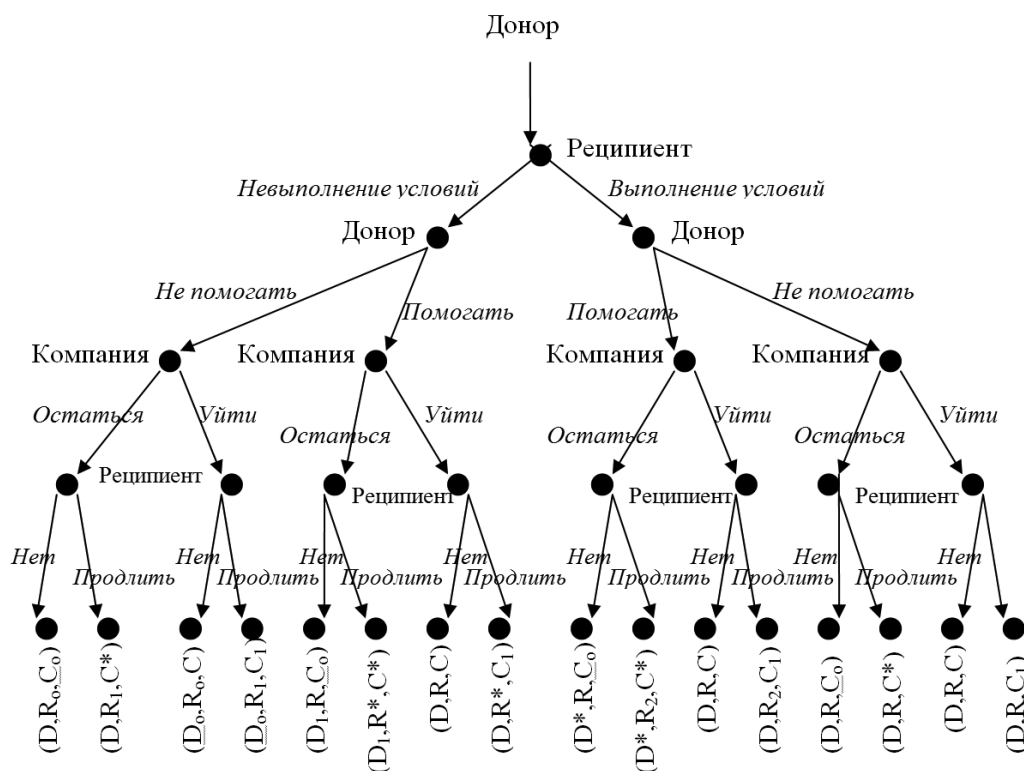 Донор
Реципиент
Невыполнение условий Выполнение условий
Донор Донор
Не помогать Помогать Помогать Не помогать
Компания Компания Компания Компания
Остаться Уйти Остаться Уйти Остаться Уйти Остаться Уйти
Реципиент Реципиент Реципиент Реципиент
Нет Продлить Нет Продлить Нет Продлить Нет Продлить Нет Продлить Нет Продлить Нет Продлить Нет Продлить
(D,R₀,C₀)
(D,R₁,C*)
(D₀,R₀,C)
(D₀,R₁,C₁)
(D₁,R,C₀)
(D₁,R*,C*)
(D,R,C)
(D,R*,C₁)
(D*,R,C₀)
(D*,R₂,C*)
(D,R,C)
(D,R₂,C₁)
(D,R,C₀)
(D,R,C*)
(D,R,C)
(D,R,C₁)